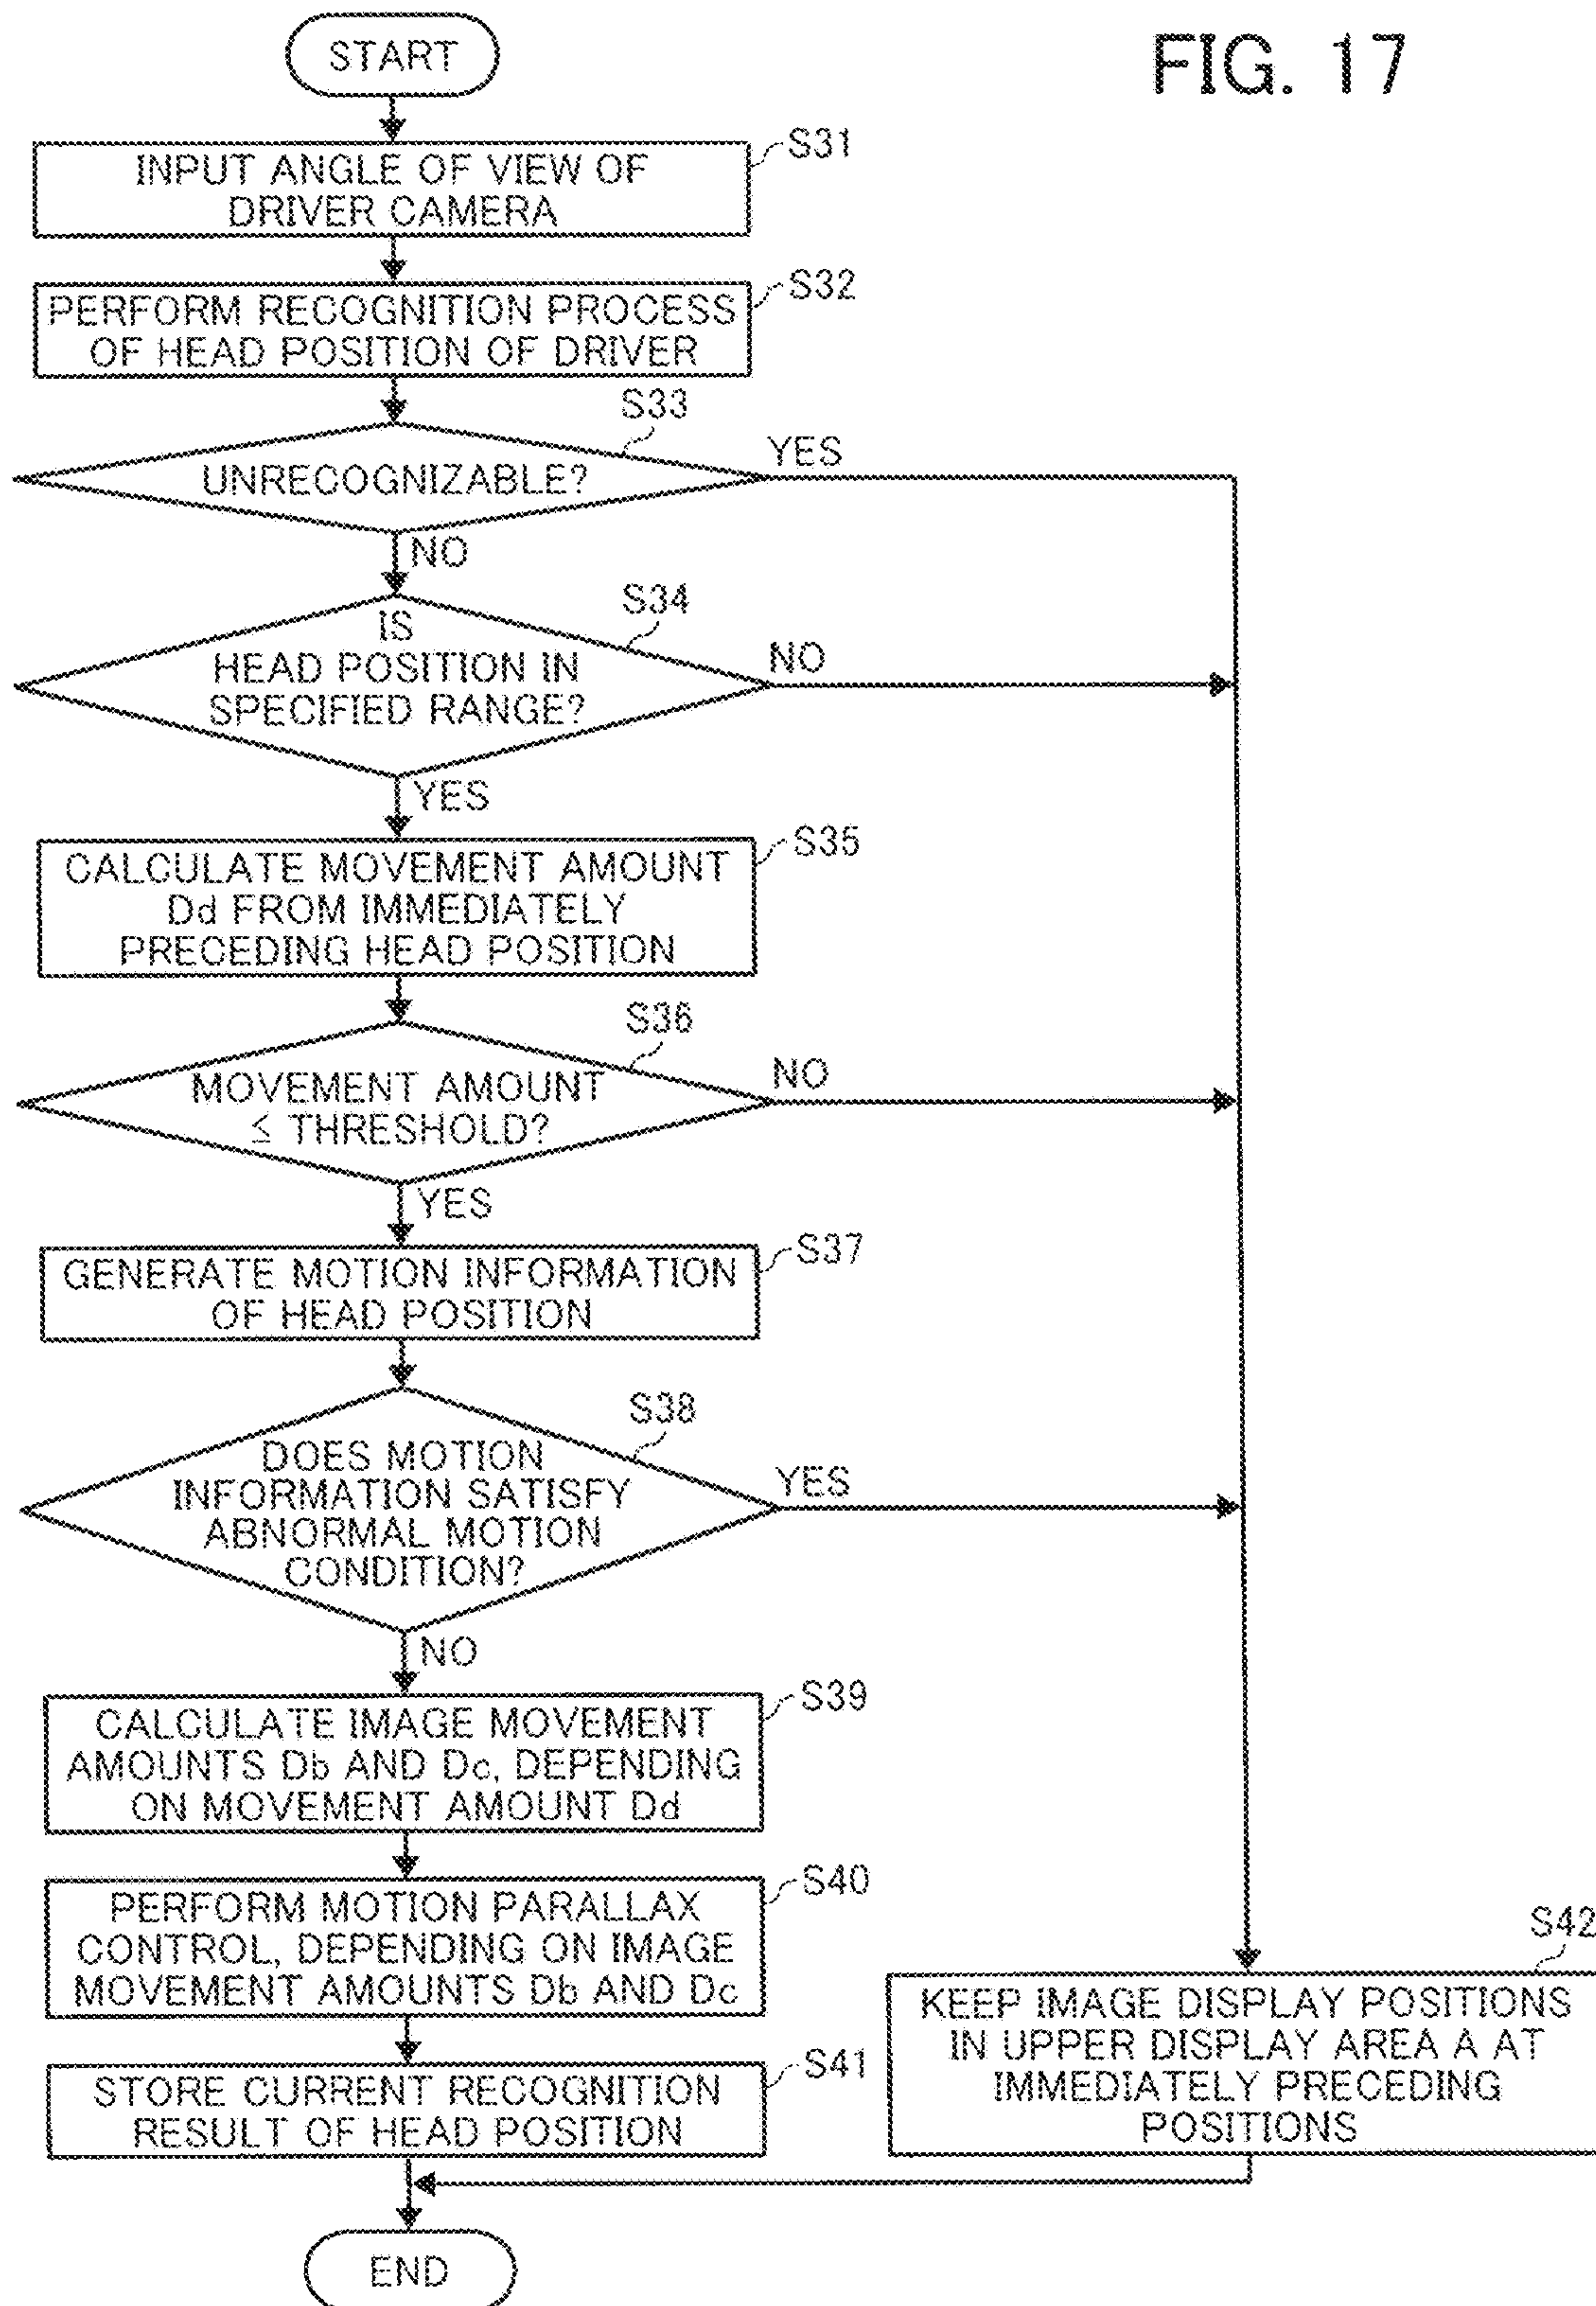 FIG. 17
START
S31
INPUT ANGLE OF VIEW OF
DRIVER CAMERA
S32
PERFORM RECOGNITION PROCESS
OF HEAD POSITION OF DRIVER
S33
UNRECOGNIZABLE?
YES
NO
S34
IS
HEAD POSITION IN
SPECIFIED RANGE?
NO
YES
S35
CALCULATE MOVEMENT AMOUNT
Dd FROM IMMEDIATELY
PRECEDING HEAD POSITION
S36
MOVEMENT AMOUNT
≦ THRESHOLD?
NO
YES
S37
GENERATE MOTION INFORMATION
OF HEAD POSITION
S38
DOES MOTION
INFORMATION SATISFY
ABNORMAL MOTION
CONDITION?
YES
NO
S39
CALCULATE IMAGE MOVEMENT
AMOUNTS Db AND Dc, DEPENDING
ON MOVEMENT AMOUNT Dd
S40
PERFORM MOTION PARALLAX
CONTROL, DEPENDING ON IMAGE
MOVEMENT AMOUNTS Db AND Dc
S41
STORE CURRENT RECOGNITION
RESULT OF HEAD POSITION
S42
KEEP IMAGE DISPLAY POSITIONS
IN UPPER DISPLAY AREA A AT
IMMEDIATELY PRECEDING
POSITIONS
END